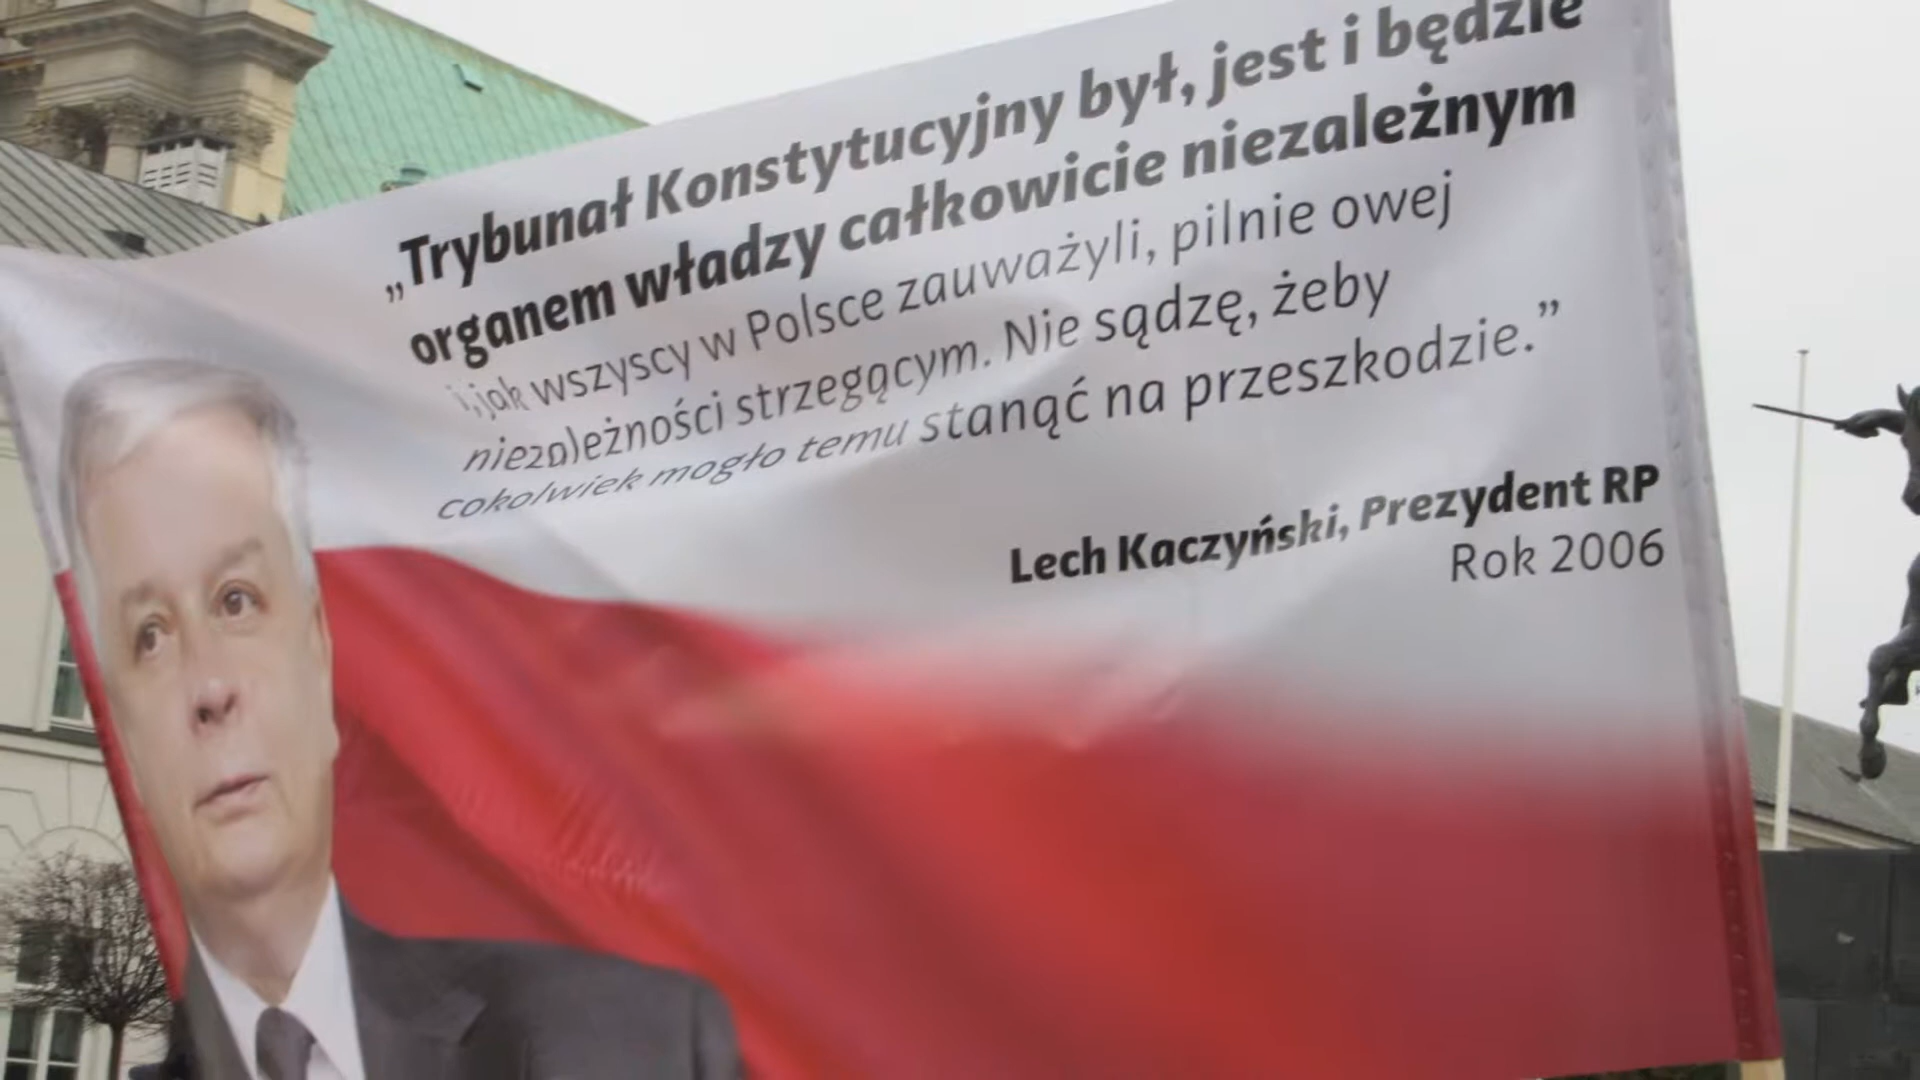 „Trybunał Konstytucyjny był, jest i będzie
organem władzy całkowicie niezależnym
i, jak wszyscy w Polsce zauważyli, pilnie owej
niezależności strzegącym. Nie sądzę, żeby
cokolwiek mogło temu stanąć na przeszkodzie.”
Lech Kaczyński, Prezydent RP
Rok 2006